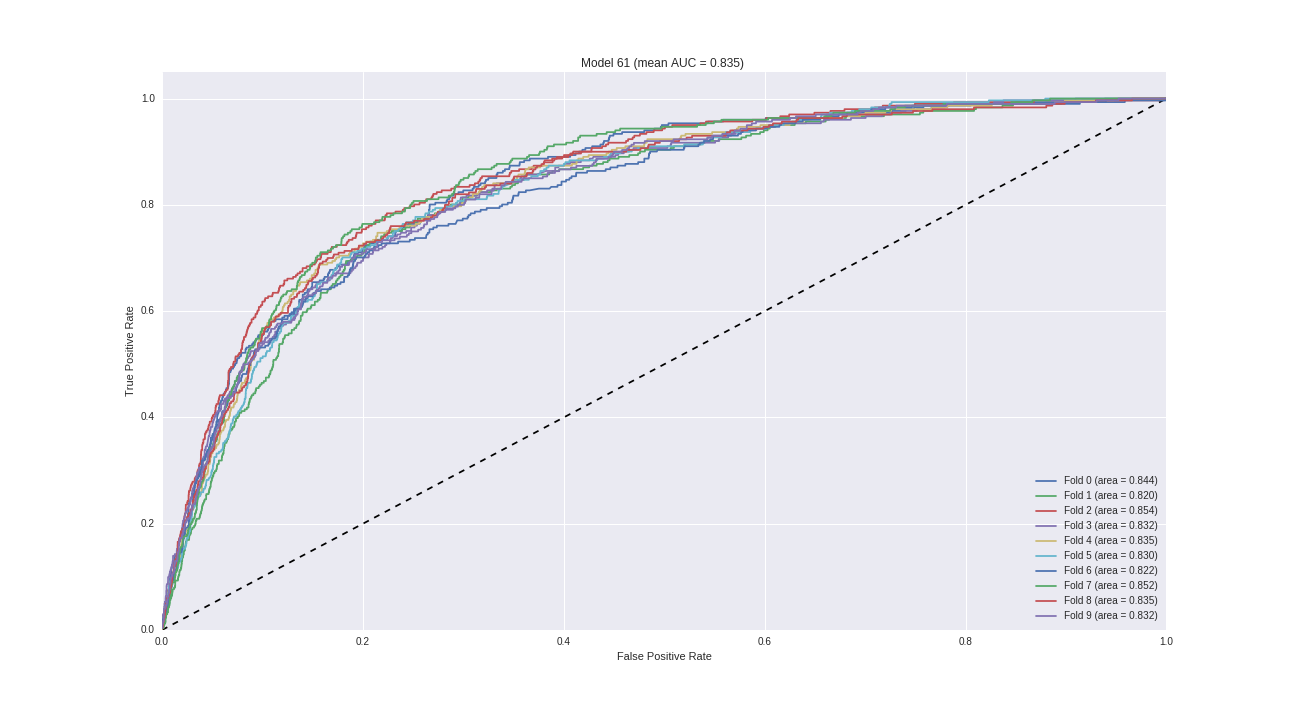 Model 61 (mean AUC = 0.835)
1.0
0.8
0.6
0.4
0.2
0.0
True Positive Rate
0.0 0.2 0.4 0.6 0.8 1.0
False Positive Rate
Fold 0 (area = 0.844)
Fold 1 (area = 0.820)
Fold 2 (area = 0.854)
Fold 3 (area = 0.832)
Fold 4 (area = 0.835)
Fold 5 (area = 0.830)
Fold 6 (area = 0.822)
Fold 7 (area = 0.852)
Fold 8 (area = 0.835)
Fold 9 (area = 0.832)